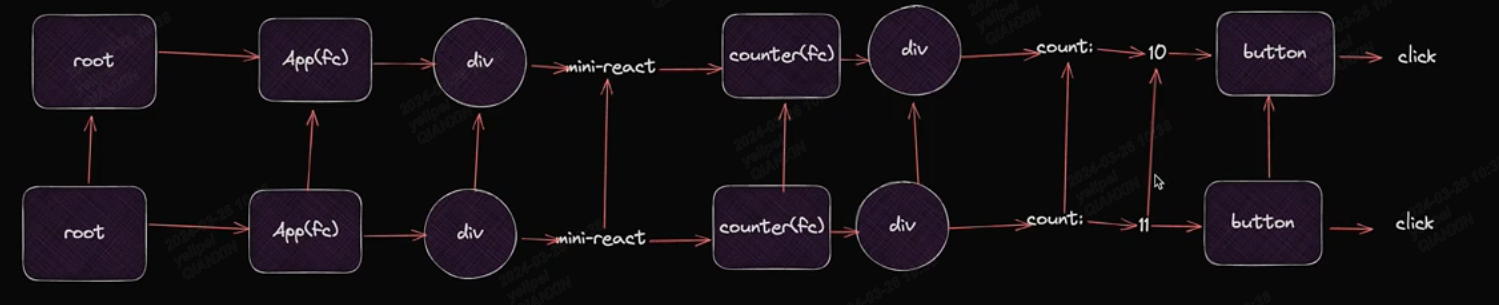 root
App(fc)
div
mini-react
counter(fc)
div
count:
10
button
click
root
App(fc)
div
mini-react
counter(fc)
div
count:
11
button
click